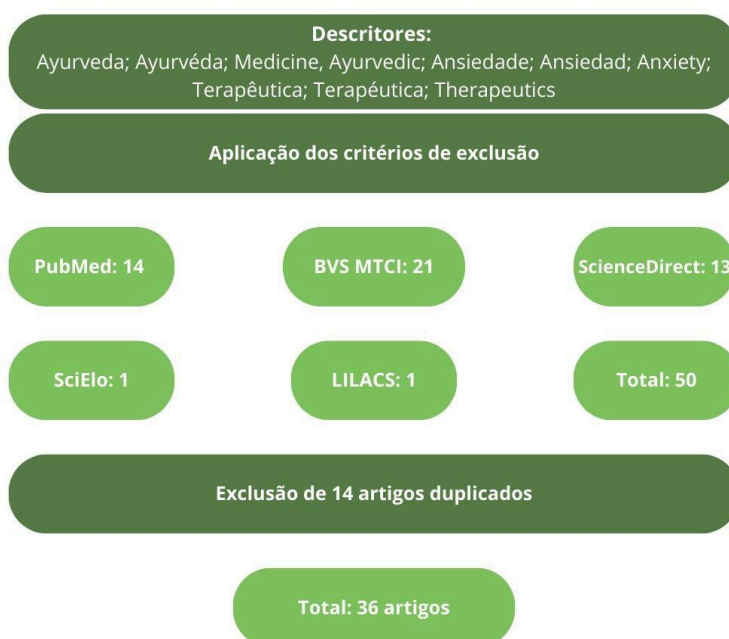 Descritores:
Ayurveda; Ayurvéda; Medicine, Ayurvedic; Ansiedade; Ansiedad; Anxiety;
Terapêutica; Terapéutica; Therapeutics
Aplicação dos critérios de exclusão
PubMed: 14
BVS MTCI: 21
ScienceDirect: 13
SciElo: 1
LILACS: 1
Total: 50
Exclusão de 14 artigos duplicados
Total: 36 artigos